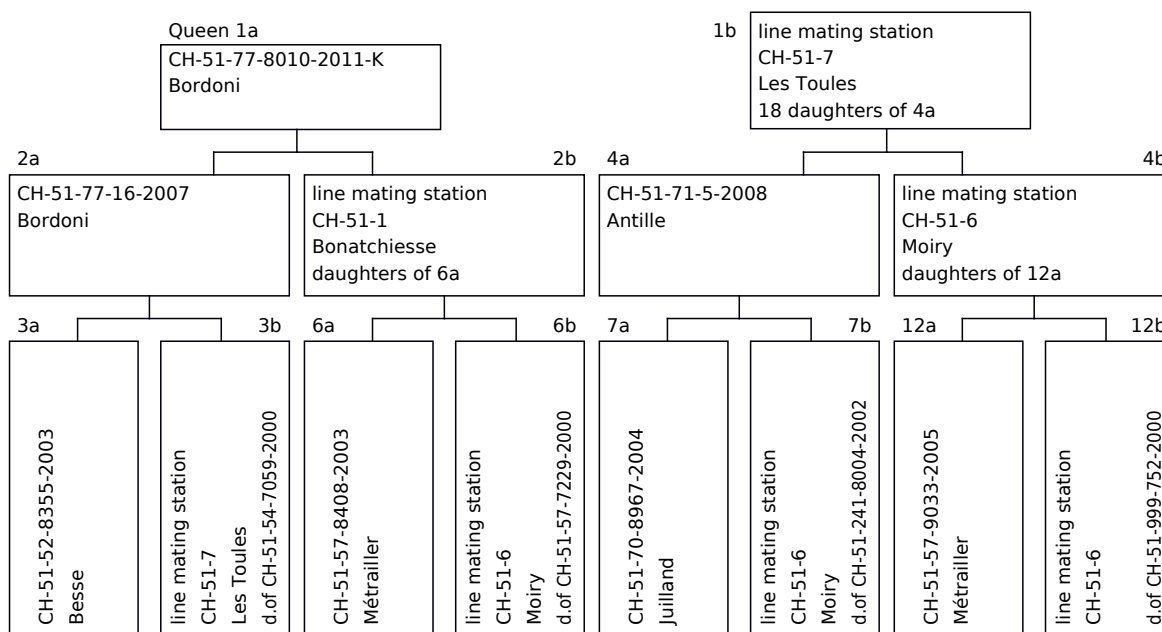 Queen 1a
CH-51-77-8010-2011-K
Bordoni
1b
line mating station
CH-51-7
Les Toules
18 daughters of 4a
2a
CH-51-77-16-2007
Bordoni
2b
line mating station
CH-51-1
Bonatchiesse
daughters of 6a
4a
CH-51-71-5-2008
Antille
4b
line mating station
CH-51-6
Moiry
daughters of 12a
3a
CH-51-52-8355-2003
Besse
3b
line mating station
CH-51-7
Les Toules
d.of CH-51-54-7059-2000
6a
CH-51-57-8408-2003
Métrailler
6b
line mating station
CH-51-6
Moiry
d.of CH-51-57-7229-2000
7a
CH-51-70-8967-2004
Juilland
7b
line mating station
CH-51-6
Moiry
d.of CH-51-241-8004-2002
12a
CH-51-57-9033-2005
Métrailler
12b
line mating station
CH-51-6
d.of CH-51-999-752-2000